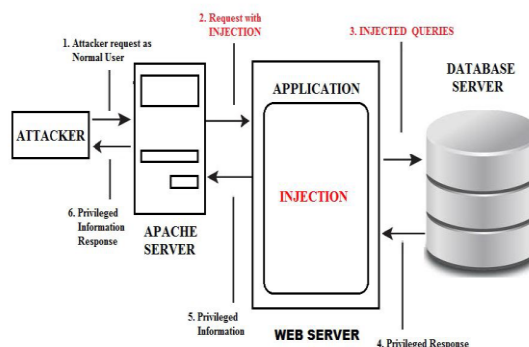 1. Attacker request as
Normal User
2. Request with
INJECTION
3. INJECTED QUERIES
DATABASE
SERVER
APPLICATION
ATTACKER
INJECTION
6. Privileged
Information
Response
APACHE
SERVER
5. Privileged
Information
WEB SERVER
4. Privileged Response